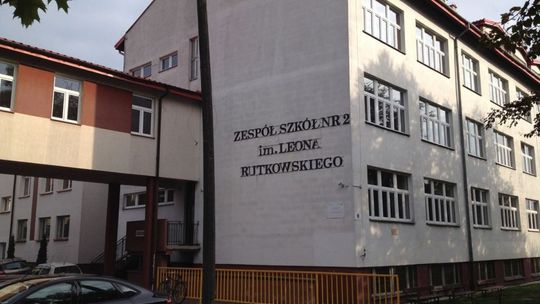 ZESPÓŁ SZKÓŁ NR 2
im. LEONA
RUTKOWSKIEGO